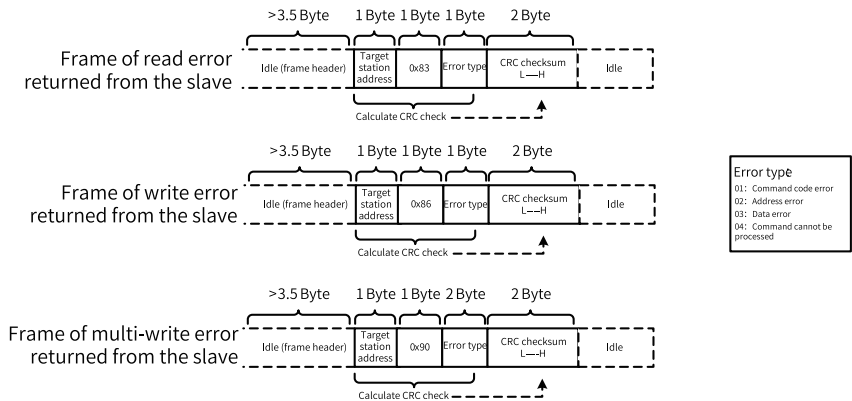 >3.5 Byte 1 Byte 1 Byte 1 Byte 2 Byte
Frame of read error
returned from the slave
Idle (frame header) Target station address 0x83 Error type CRC checksum L—H Idle
Calculate CRC check
>3.5 Byte 1 Byte 1 Byte 1 Byte 2 Byte
Frame of write error
returned from the slave
Idle (frame header) Target station address 0x86 Error type CRC checksum L---H Idle
Calculate CRC check
Error type:
01: Command code error
02: Address error
03: Data error
04: Command cannot be
processed
>3.5 Byte 1 Byte 1 Byte 2 Byte 2 Byte
Frame of multi-write error
returned from the slave
Idle (frame header) Target station address 0x90 Error type CRC checksum L---H Idle
Calculate CRC check